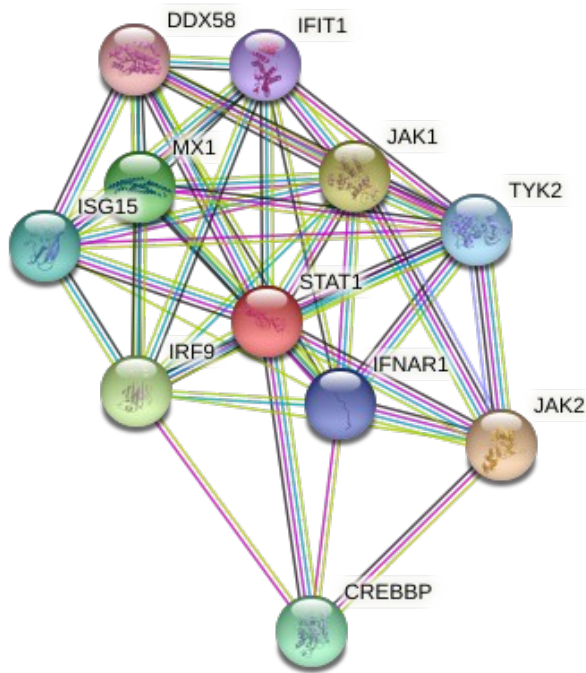 DDX58
IFIT1
MX1
JAK1
ISG15
TYK2
STAT1
IRF9
IFNAR1
JAK2
CREBBP